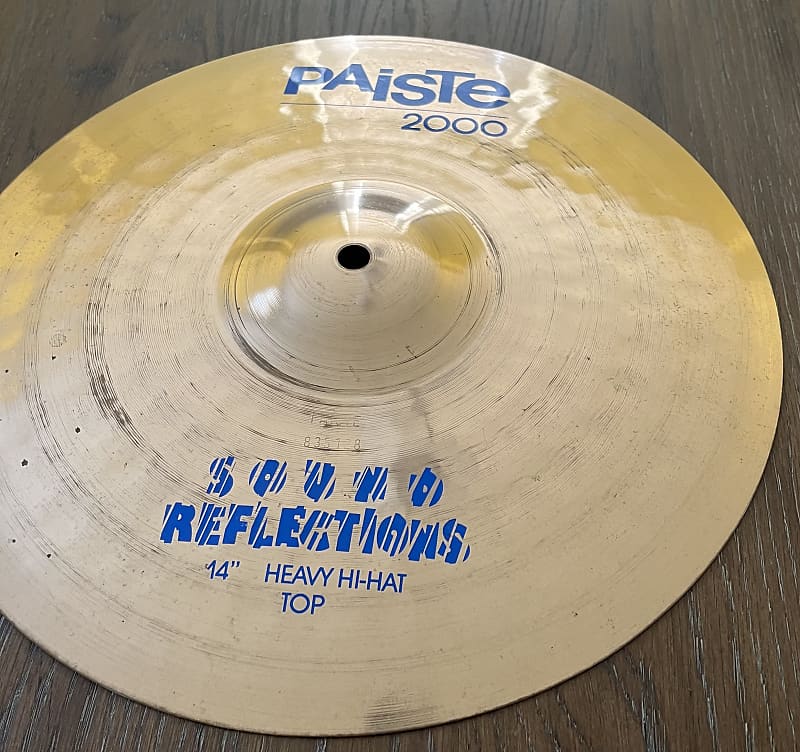 PAiSTe
2000
SOUND
REFLECTIONS
14" HEAVY HI-HAT
TOP